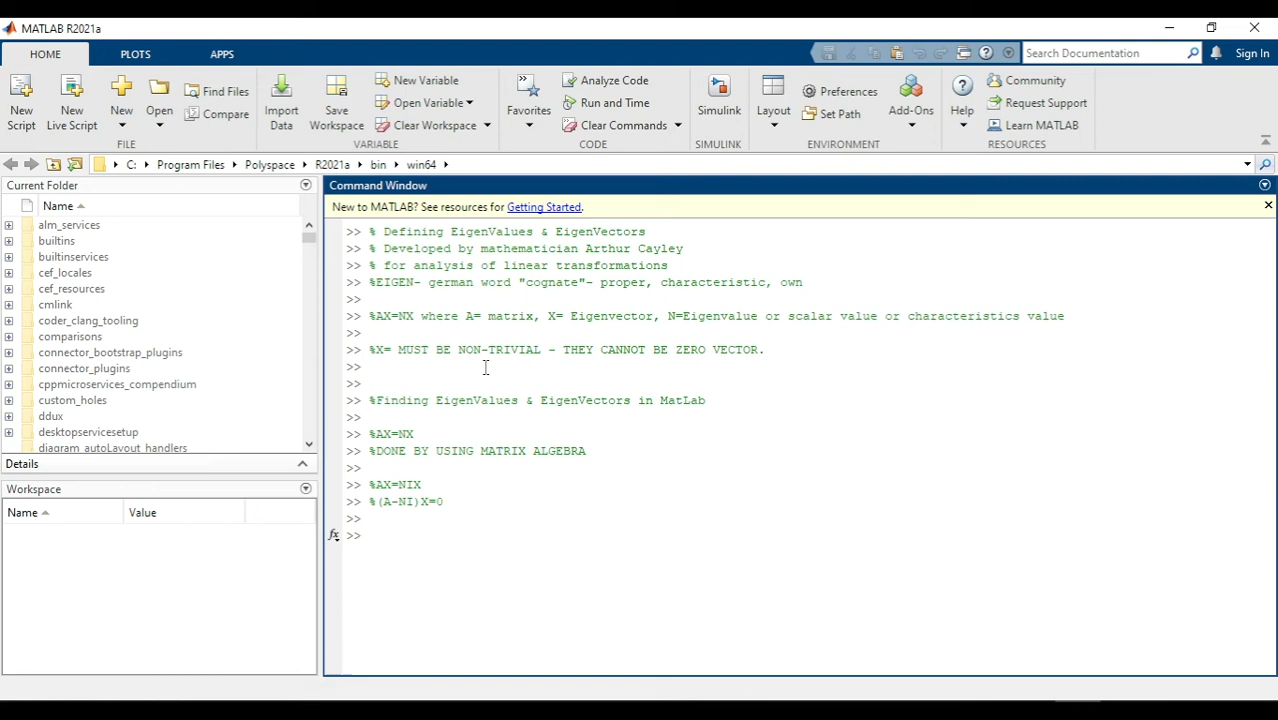 MATLAB R2021a
HOME PLOTS APPS
Search Documentation
Sign In
New Script
New Live Script
New
Open
Find Files
Compare
FILE
Import Data
Save Workspace
New Variable
Open Variable
Clear Workspace
VARIABLE
Favorites
Analyze Code
Run and Time
Clear Commands
CODE
Simulink
SIMULINK
Layout
Preferences
Set Path
Add-Ons
ENVIRONMENT
Help
Community
Request Support
Learn MATLAB
RESOURCES
C: Program Files Polyspace R2021a bin win64
Current Folder
Name
alm_services
builtins
builtinservices
cef_locales
cef_resources
cmlink
coder_clang_tooling
comparisons
connector_bootstrap_plugins
connector_plugins
cppmicroservices_compendium
custom_holes
ddux
desktopservicesetup
diagram_autoLayout_handlers
Details
Workspace
Name Value
Command Window
New to MATLAB? See resources for Getting Started.
>> % Defining EigenValues & EigenVectors
>> % Developed by mathematician Arthur Cayley
>> % for analysis of linear transformations
>> %EIGEN- german word "cognate"- proper, characteristic, own
>>
>> %AX=NX where A= matrix, X= Eigenvector, N=Eigenvalue or scalar value or characteristics value
>>
>> %X= MUST BE NON-TRIVIAL - THEY CANNOT BE ZERO VECTOR.
>>
>>
>> %Finding EigenValues & EigenVectors in MatLab
>>
>> %AX=NX
>> %DONE BY USING MATRIX ALGEBRA
>>
>> %AX=NIX
>> %(A-NI)X=0
>>
fx >>